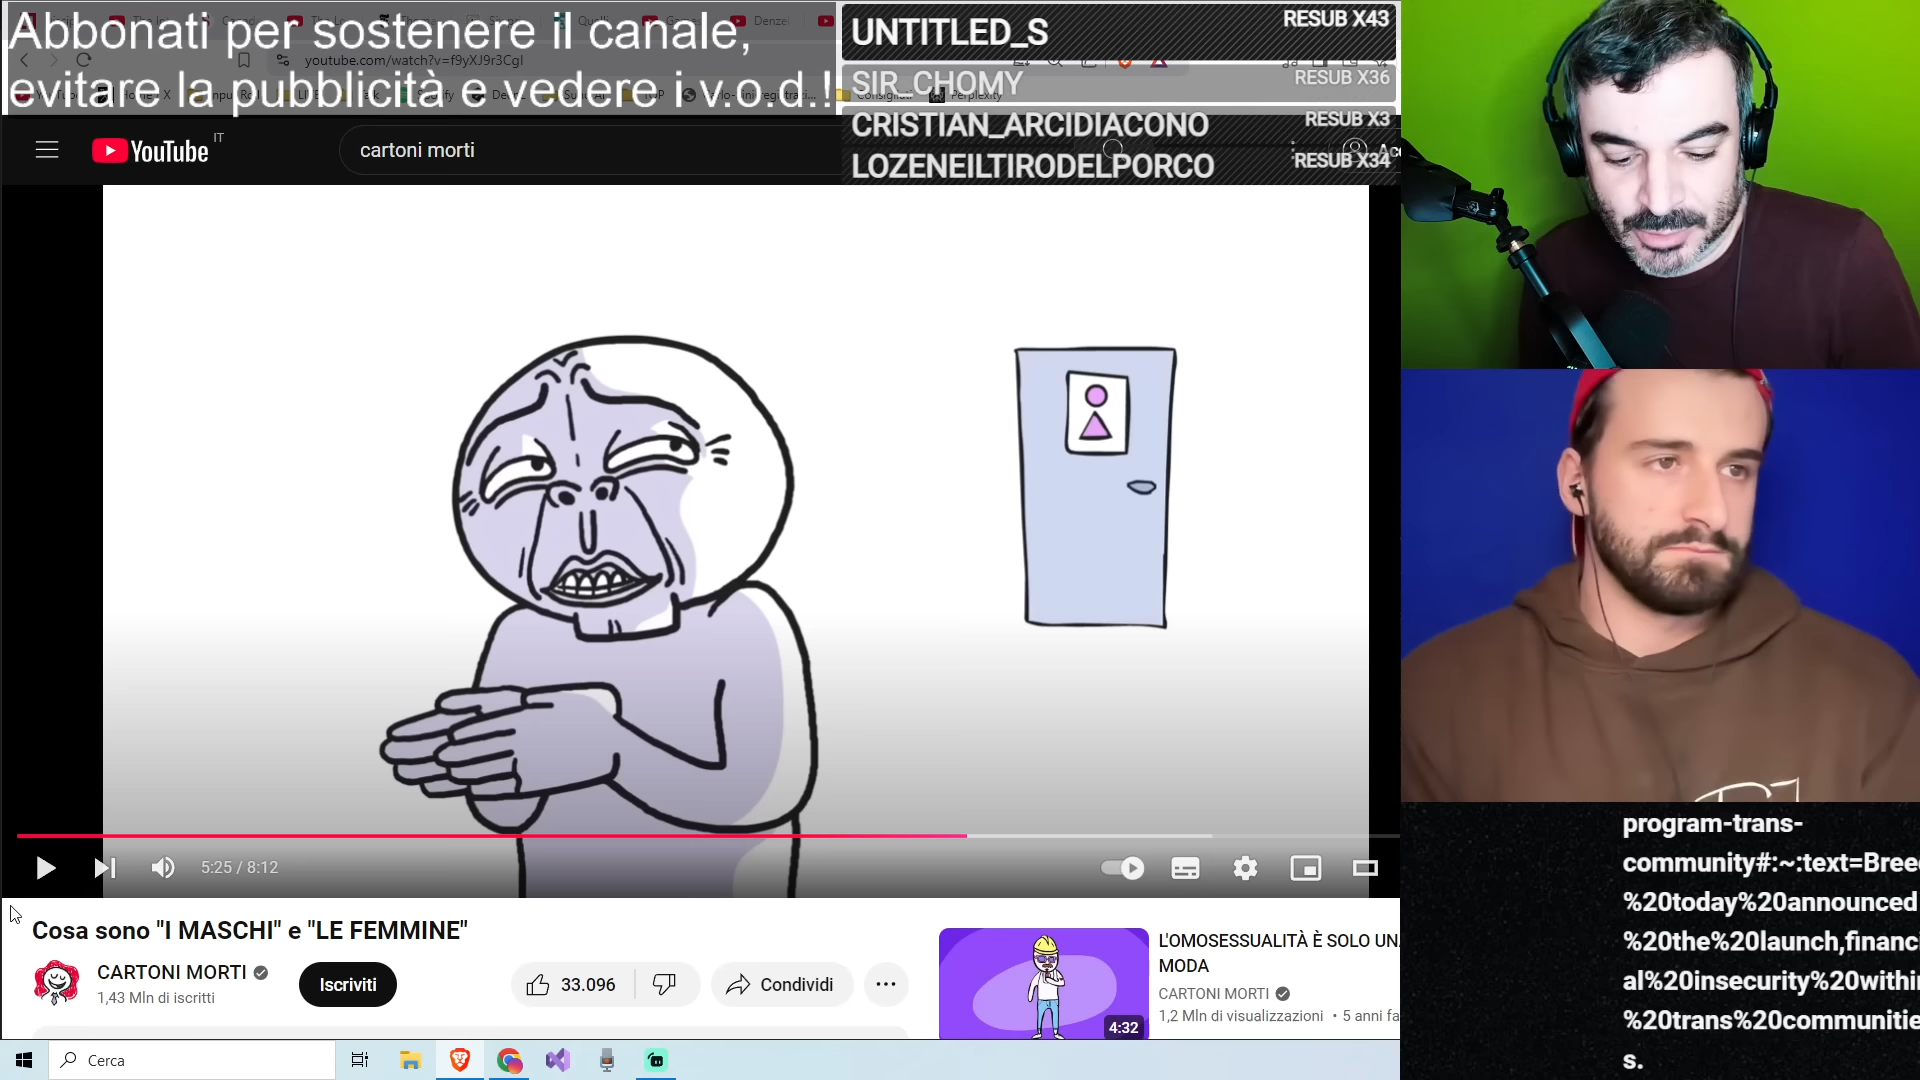 Abbonati per sostenere il canale,
evitare la pubblicità e vedere i v.o.d.!!
youtube.com/watch?v=f9yXJ9r3CgI
UNTITLED_S RESUB X43
SIR_CHOMY RESUB X36
CRISTIAN_ARCIDIACONO RESUB X3
LOZENEILTIRODELPORCO RESUB X34
YouTube IT
cartoni morti
5:25 / 8:12
Cosa sono "I MASCHI" e "LE FEMMINE"
CARTONI MORTI
1,43 Mln di iscritti
Iscriviti
33.096
Condividi
L'OMOSESSUALITÀ È SOLO UN
MODA
CARTONI MORTI
1,2 Mln di visualizzazioni • 5 anni fa
4:32
program-trans-
community#:~:text=Bree
%20today%20announced
%20the%20launch,financi
al%20insecurity%20within
%20trans%20communitie
s.
Cerca